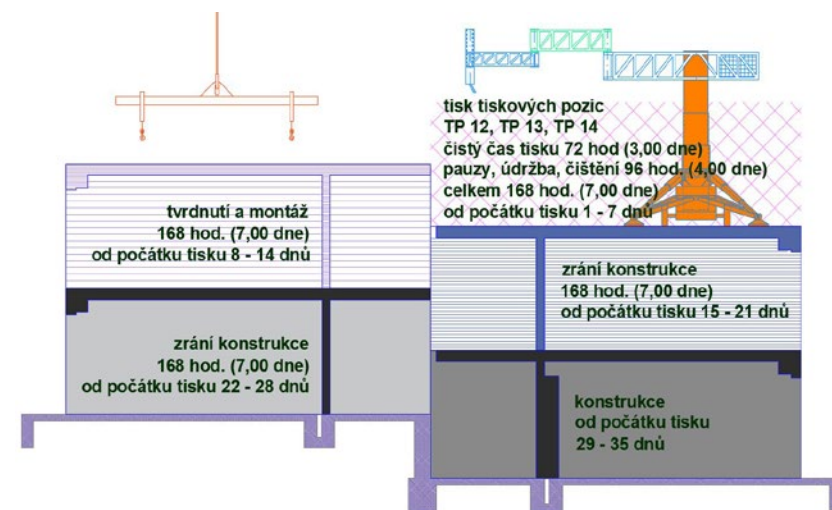 tisk tiskových pozic
TP 12, TP 13, TP 14
čistý čas tisku 72 hod (3,00 dne)
pauzy, údržba, čištění 96 hod. (4,00 dne)
celkem 168 hod. (7,00 dne)
od počátku tisku 1 - 7 dnů
tvrdnutí a montáž
168 hod. (7,00 dne)
od počátku tisku 8 - 14 dnů
zrání konstrukce
168 hod. (7,00 dne)
od počátku tisku 15 - 21 dnů
zrání konstrukce
168 hod. (7,00 dne)
od počátku tisku 22 - 28 dnů
konstrukce
od počátku tisku
29 - 35 dnů